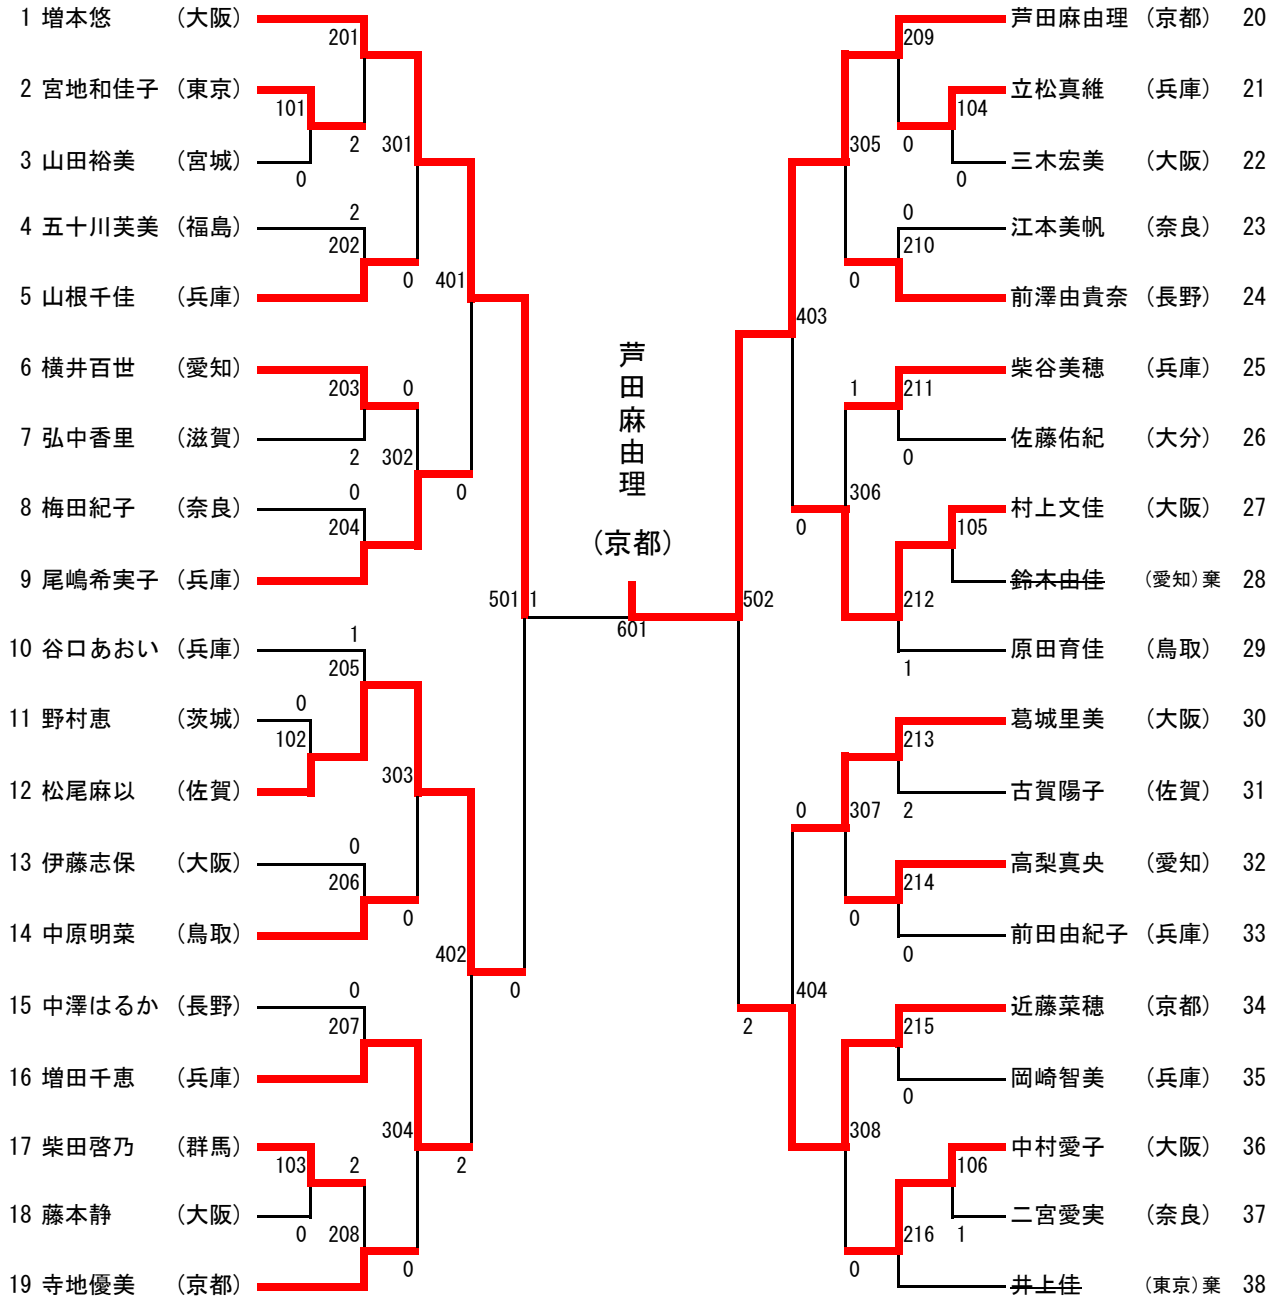 1 増本悠 （大阪）
201
2 宮地和佳子 （東京）
101
2
301
3 山田裕美 （宮城）
0
4 五十川芙美 （福島）
2
202
0
401
5 山根千佳 （兵庫）
6 横井百世 （愛知）
203
0
7 弘中香里 （滋賀）
2
302
0
8 梅田紀子 （奈良）
0
204
9 尾嶋希実子 （兵庫）
501
1
10 谷口あおい （兵庫）
1
205
11 野村恵 （茨城）
0
102
303
12 松尾麻以 （佐賀）
13 伊藤志保 （大阪）
0
206
0
14 中原明菜 （鳥取）
402
0
15 中澤はるか （長野）
0
207
16 増田千恵 （兵庫）
304
2
17 柴田啓乃 （群馬）
103
2
18 藤本静 （大阪）
0
208
0
19 寺地優美 （京都）
芦田麻由理
（京都）
601
芦田麻由理 （京都） 20
209
立松真維 （兵庫） 21
104
0
305
三木宏美 （大阪） 22
0
江本美帆 （奈良） 23
0
210
0
前澤由貴奈 （長野） 24
403
柴谷美穂 （兵庫） 25
1
211
佐藤佑紀 （大分） 26
0
306
0
村上文佳 （大阪） 27
105
鈴木由佳 （愛知）棄 28
212
502
原田育佳 （鳥取） 29
1
葛城里美 （大阪） 30
213
古賀陽子 （佐賀） 31
2
0
307
高梨真央 （愛知） 32
214
0
前田由紀子 （兵庫） 33
0
404
2
近藤菜穂 （京都） 34
215
岡崎智美 （兵庫） 35
0
308
中村愛子 （大阪） 36
106
二宮愛実 （奈良） 37
1
216
0
井上佳 （東京）棄 38